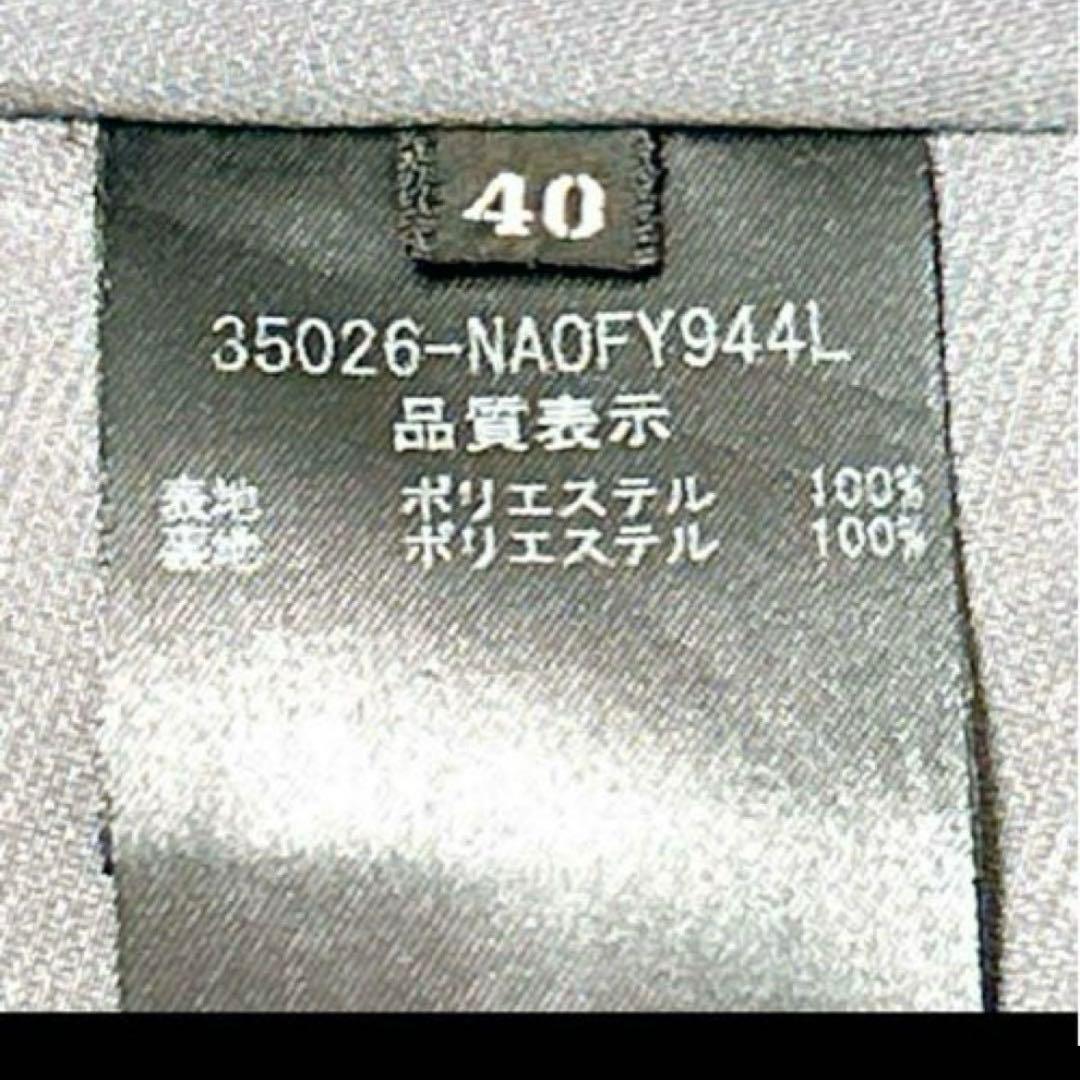 40
35026-NAOFY944L
品質表示
表地 ポリエステル 100%
裏地 ポリエステル 100%